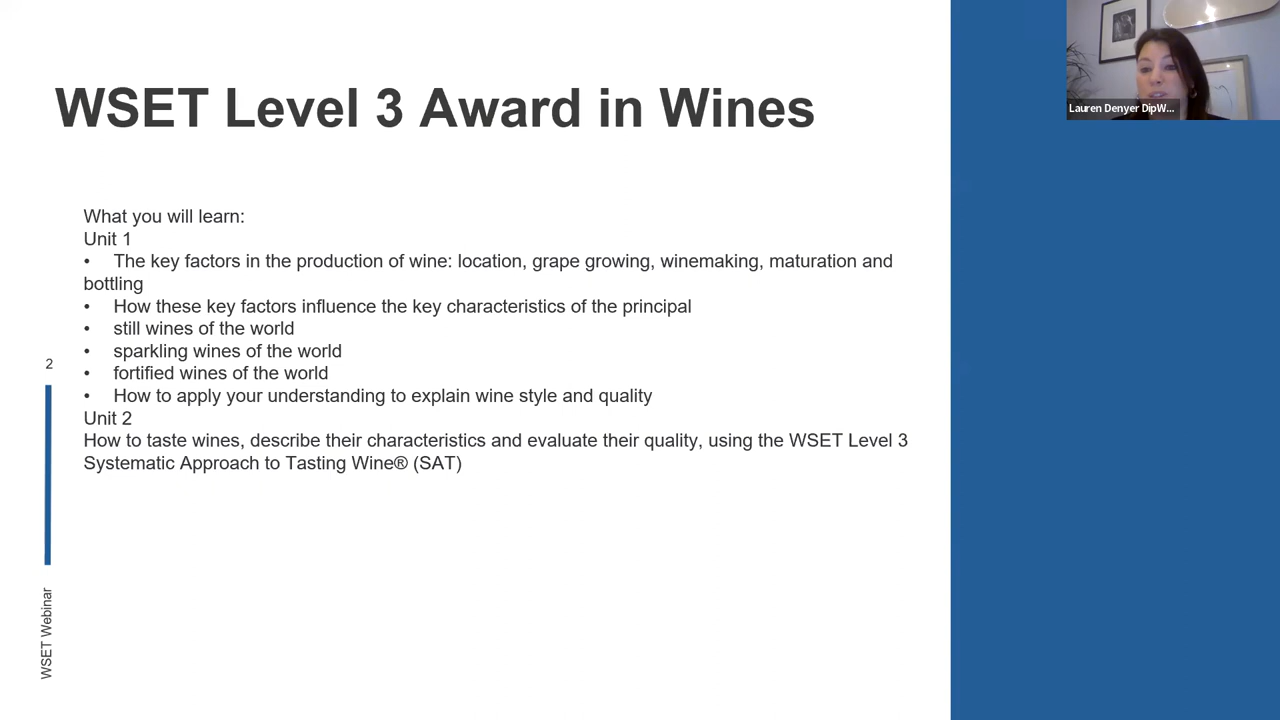 WSET Level 3 Award in Wines
What you will learn:
Unit 1
• The key factors in the production of wine: location, grape growing, winemaking, maturation and
bottling
• How these key factors influence the key characteristics of the principal
• still wines of the world
• sparkling wines of the world
• fortified wines of the world
• How to apply your understanding to explain wine style and quality
Unit 2
How to taste wines, describe their characteristics and evaluate their quality, using the WSET Level 3
Systematic Approach to Tasting Wine® (SAT)
2
WSET Webinar
Lauren Denyer DipW...